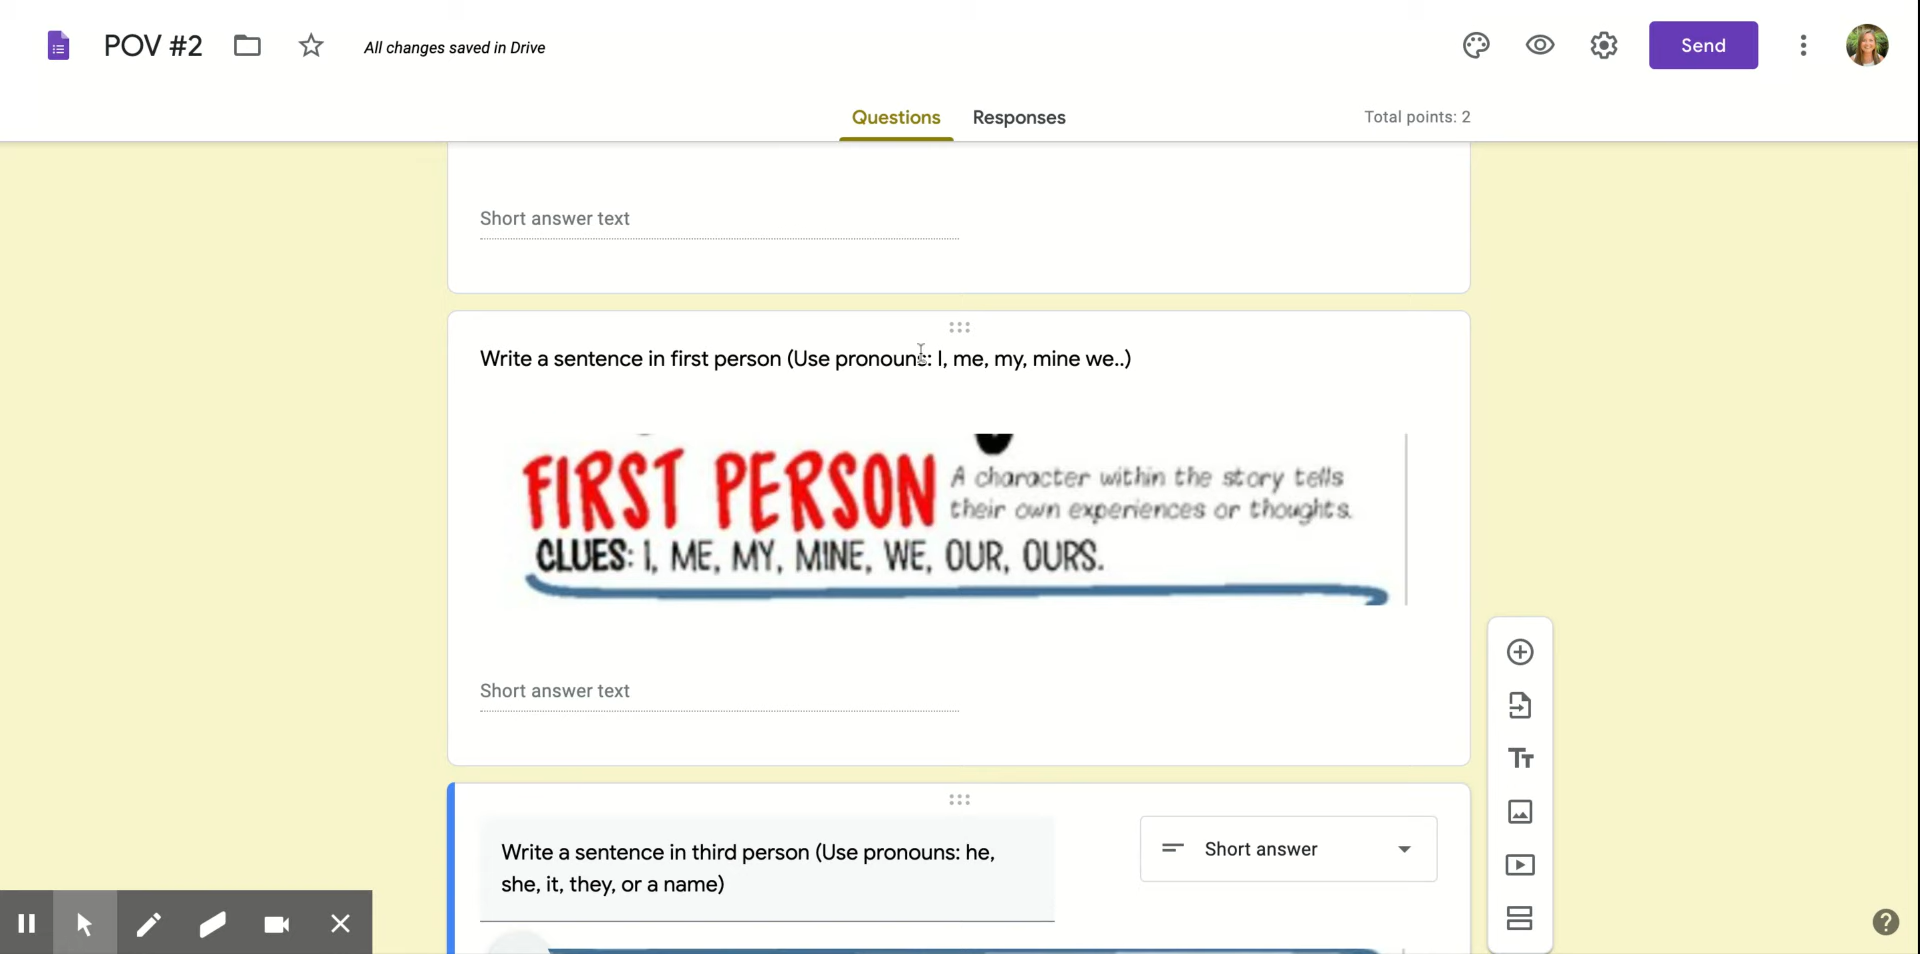 POV #2
All changes saved in Drive
Send
Questions
Responses
Total points: 2
Short answer text
Write a sentence in first person (Use pronouns: I, me, my, mine we..)
FIRST PERSON
A character within the story tells
their own experiences or thoughts.
CLUES: I, ME, MY, MINE, WE, OUR, OURS.
Short answer text
Write a sentence in third person (Use pronouns: he,
she, it, they, or a name)
Short answer